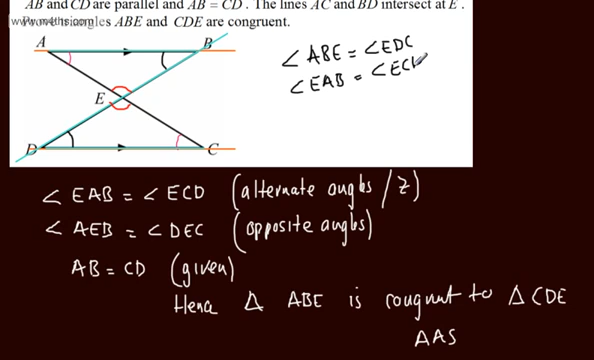 AB and CD are parallel and AB = CD . The lines AC and BD intersect at E .
triangles ABE and CDE are congruent.
A
B
E
D
C
∠ ABE = ∠EDC
∠ EAB = ∠EC
∠ EAB = ∠ ECD (alternate angles / Z)
∠ AEB = ∠ DEC (opposite angles)
AB = CD (given)
Hence Δ ABE is congruent to Δ CDE
AAS